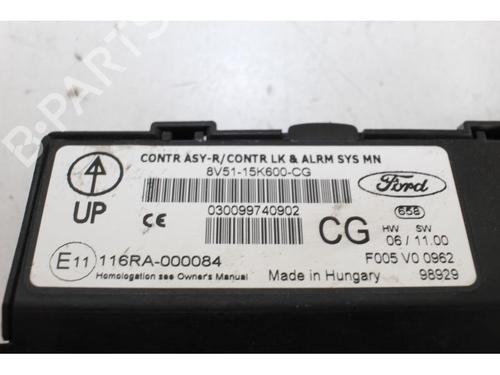 B-PARTS
CONTR ASY-R/CONTR LK & ALRM SYS MN
8V51-15K600-CG
Ford
UP
CE
030099740902
CG
658
HW SW
06 / 11.00
E11 116RA-000084
F005 V0 0962
Homologation see Owner's Manual
Made in Hungary
98929